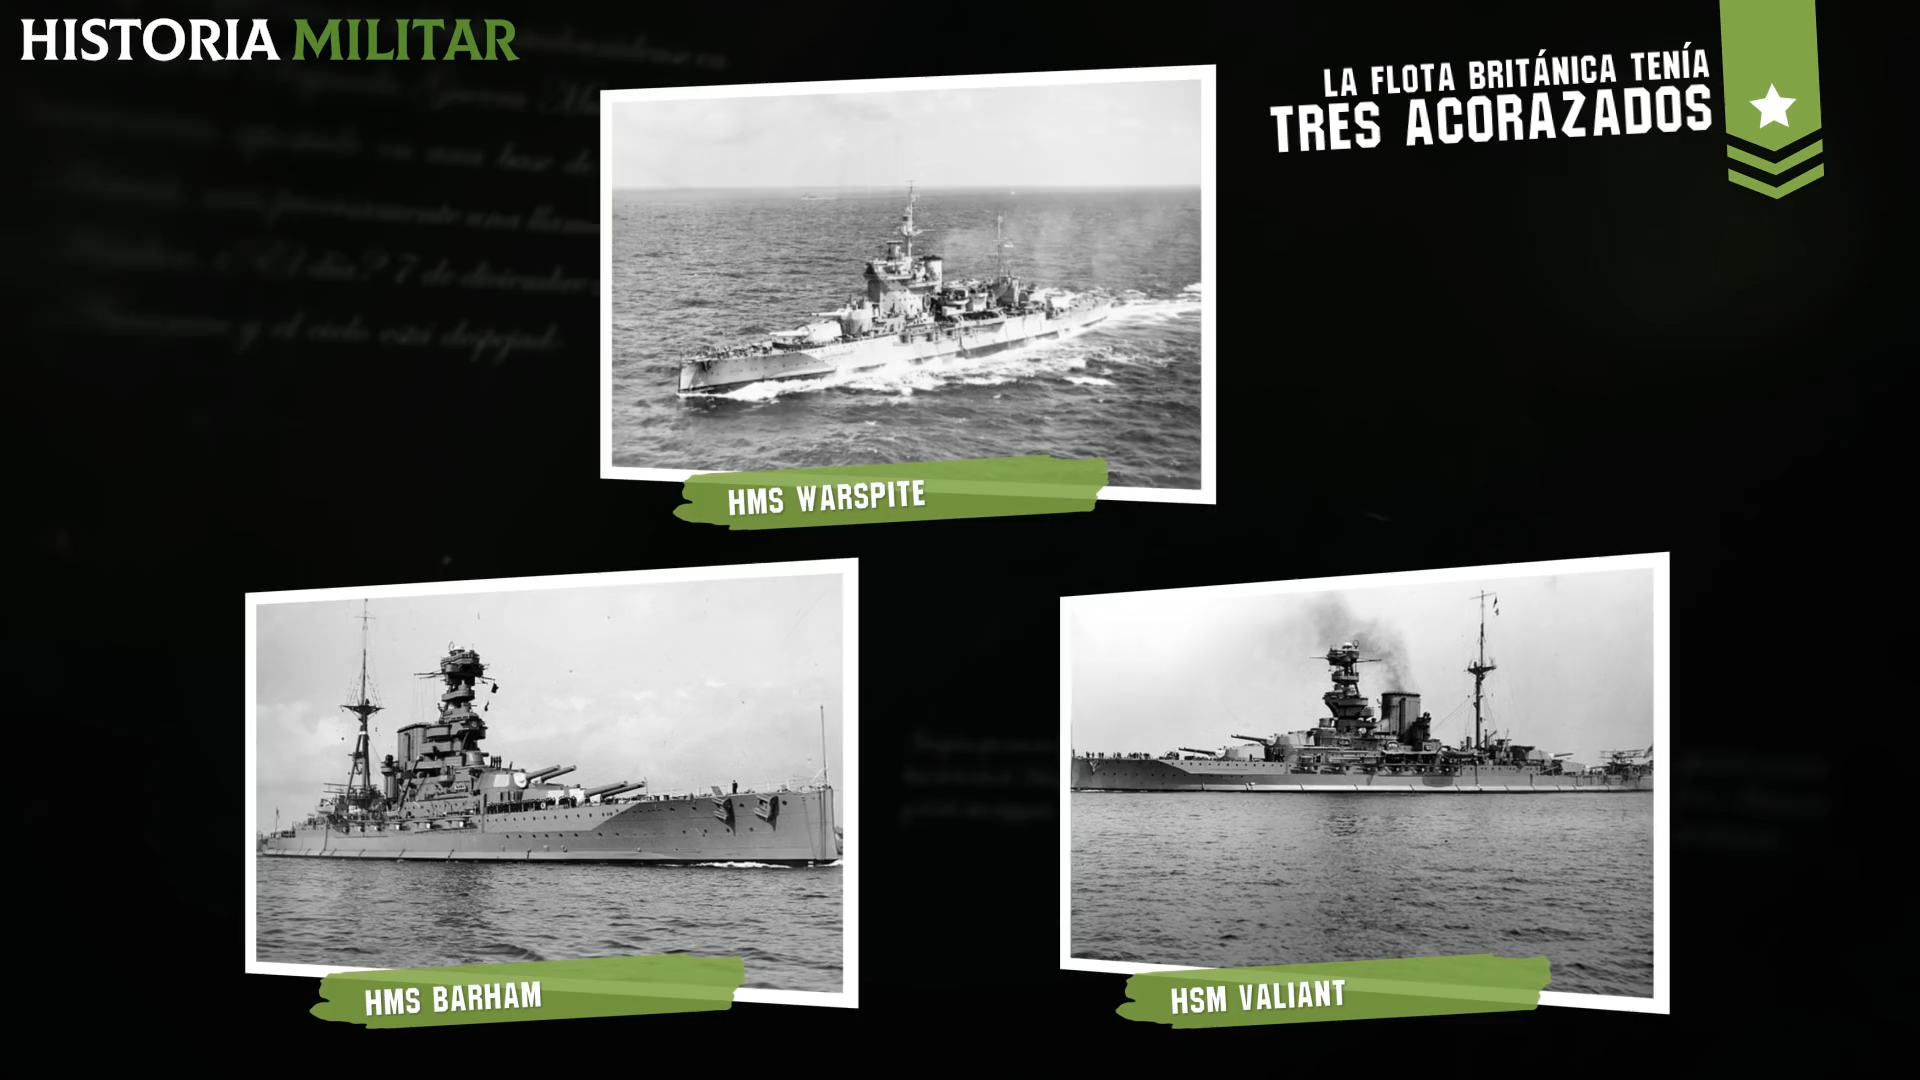 HISTORIA MILITAR
LA FLOTA BRITÁNICA TENÍA
TRES ACORAZADOS
HMS WARSPITE
HMS BARHAM
HSM VALIANT